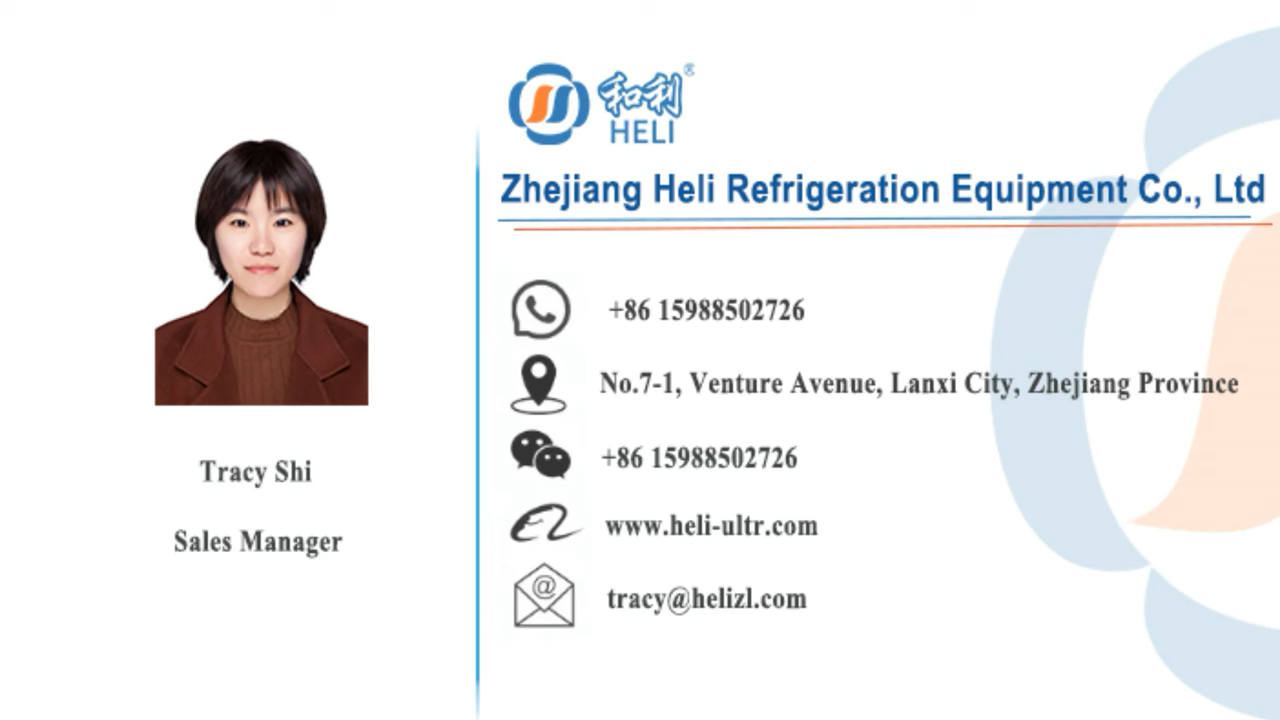 和利®
HELI
Zhejiang Heli Refrigeration Equipment Co., Ltd
+86 15988502726
No.7-1, Venture Avenue, Lanxi City, Zhejiang Province
+86 15988502726
www.heli-ultr.com
@
tracy@helizl.com
Tracy Shi
Sales Manager